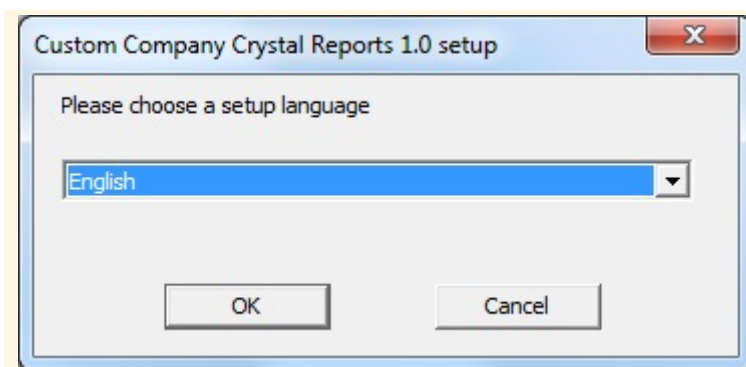 Custom Company Crystal Reports 1.0 setup
Please choose a setup language
English
OK
Cancel